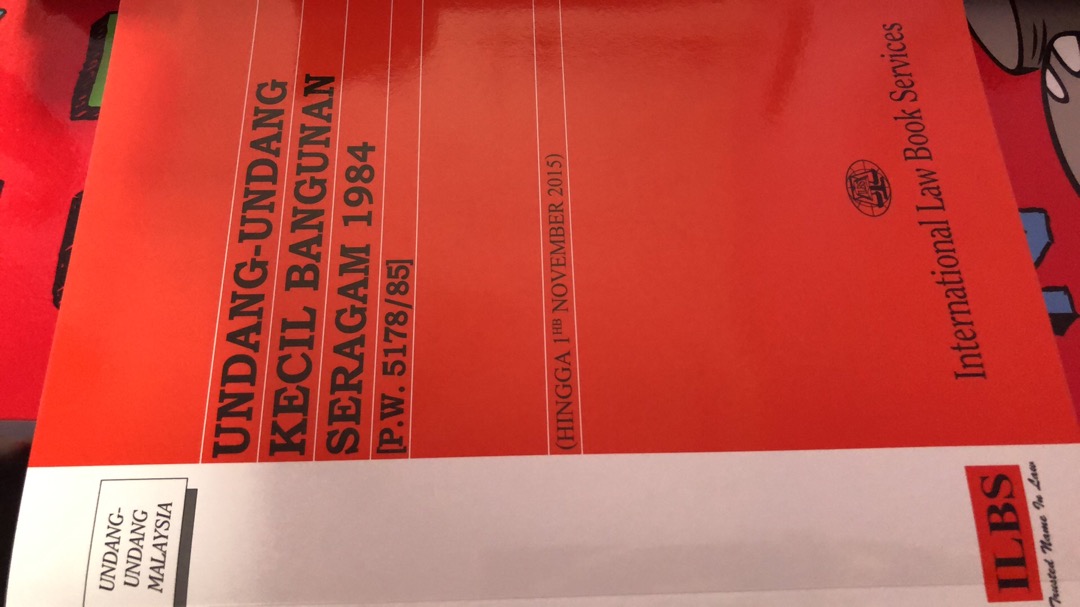 UNDANG-
UNDANG
MALAYSIA
UNDANG-UNDANG
KECIL BANGUNAN
SERAGAM 1984
[P.W. 5178/85]
(HINGGA 1HB NOVEMBER 2015)
International Law Book Services
ILBS
Trusted Name In Law